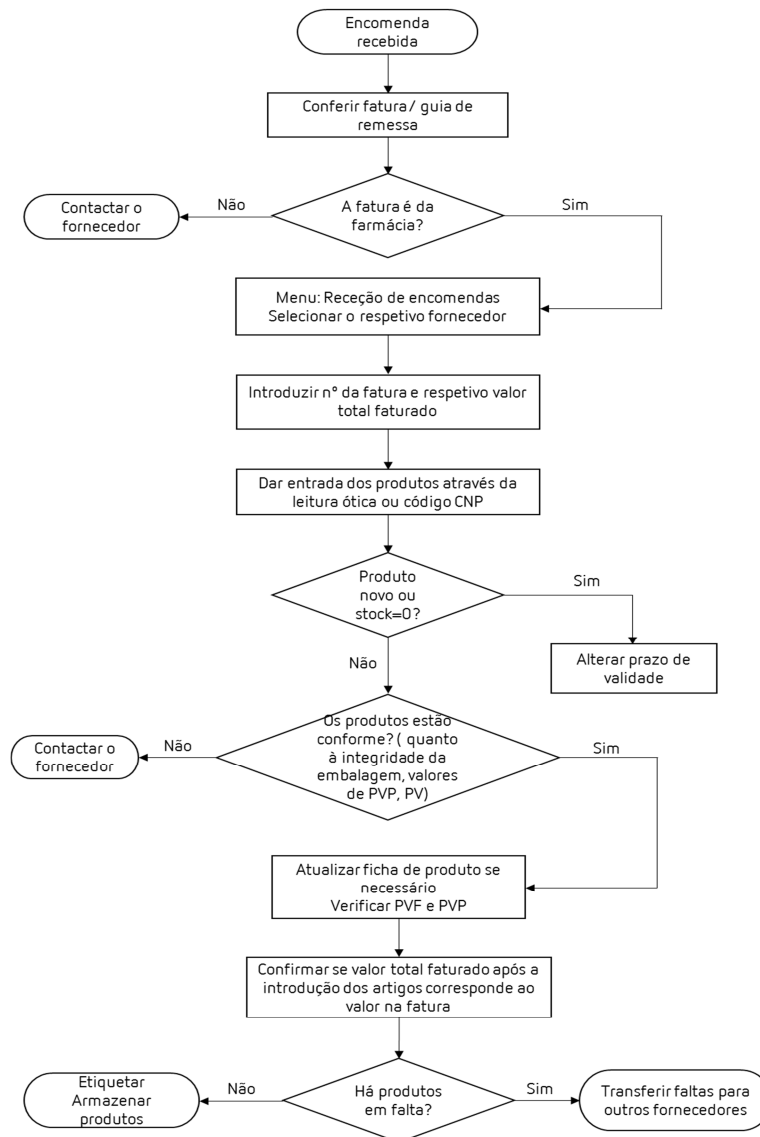 Encomenda
recebida
Conferir fatura/ guia de
remessa
A fatura é da
farmácia?
Não
Sim
Contactar o
fornecedor
Menu: Receção de encomendas
Selecionar o respetivo fornecedor
Introduzir nº da fatura e respetivo valor
total faturado
Dar entrada dos produtos através da
leitura ótica ou código CNP
Produto
novo ou
stock=0?
Sim
Não
Alterar prazo de
validade
Os produtos estão
conforme? ( quanto
à integridade da
embalagem, valores
de PVP, PV)
Não
Sim
Contactar o
fornecedor
Atualizar ficha de produto se
necessário
Verificar PVF e PVP
Confirmar se valor total faturado após a
introdução dos artigos corresponde ao
valor na fatura
Há produtos
em falta?
Não
Sim
Etiquetar
Armazenar
produtos
Transferir faltas para
outros fornecedores